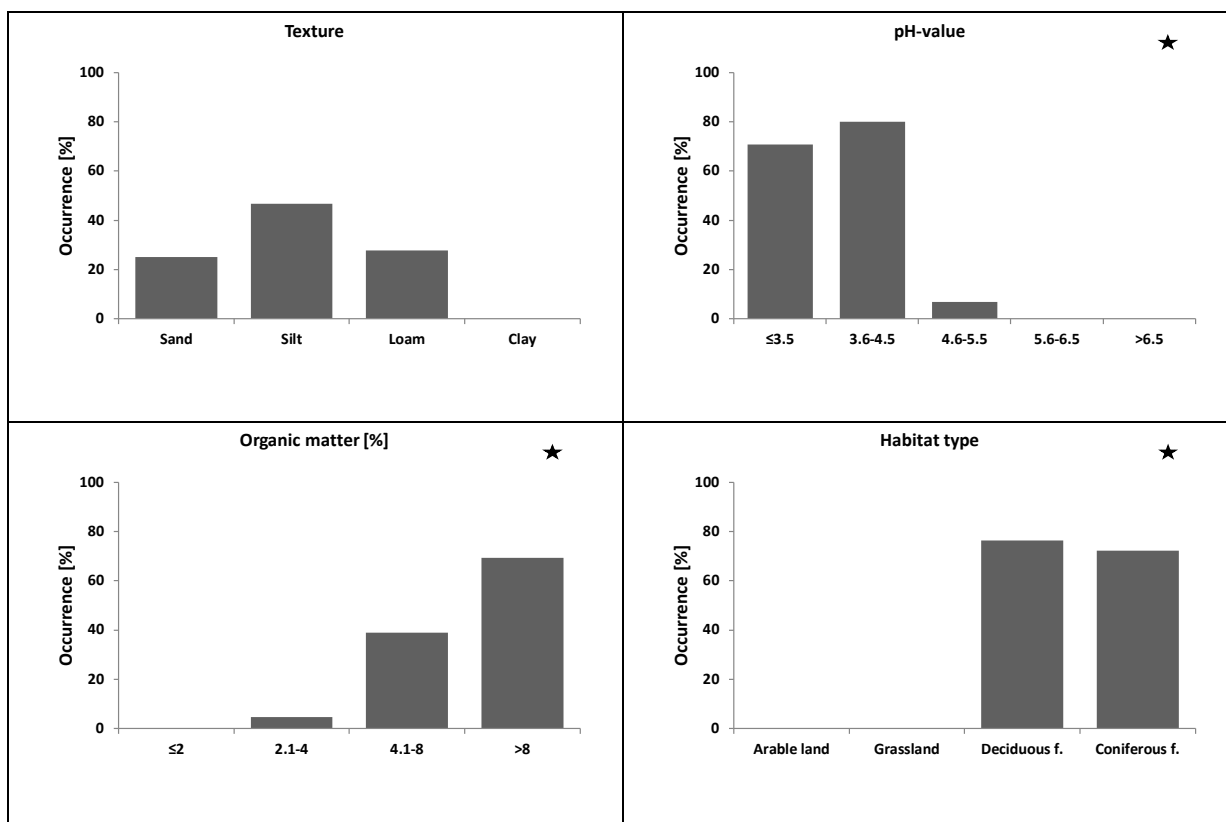 Texture
Occurrence [%]
100
80
60
40
20
0
Sand Silt Loam Clay
pH-value
★
Occurrence [%]
100
80
60
40
20
0
≤3.5 3.6-4.5 4.6-5.5 5.6-6.5 >6.5
Organic matter [%]
★
Occurrence [%]
100
80
60
40
20
0
≤2 2.1-4 4.1-8 >8
Habitat type
★
Occurrence [%]
100
80
60
40
20
0
Arable land Grassland Deciduous f. Coniferous f.